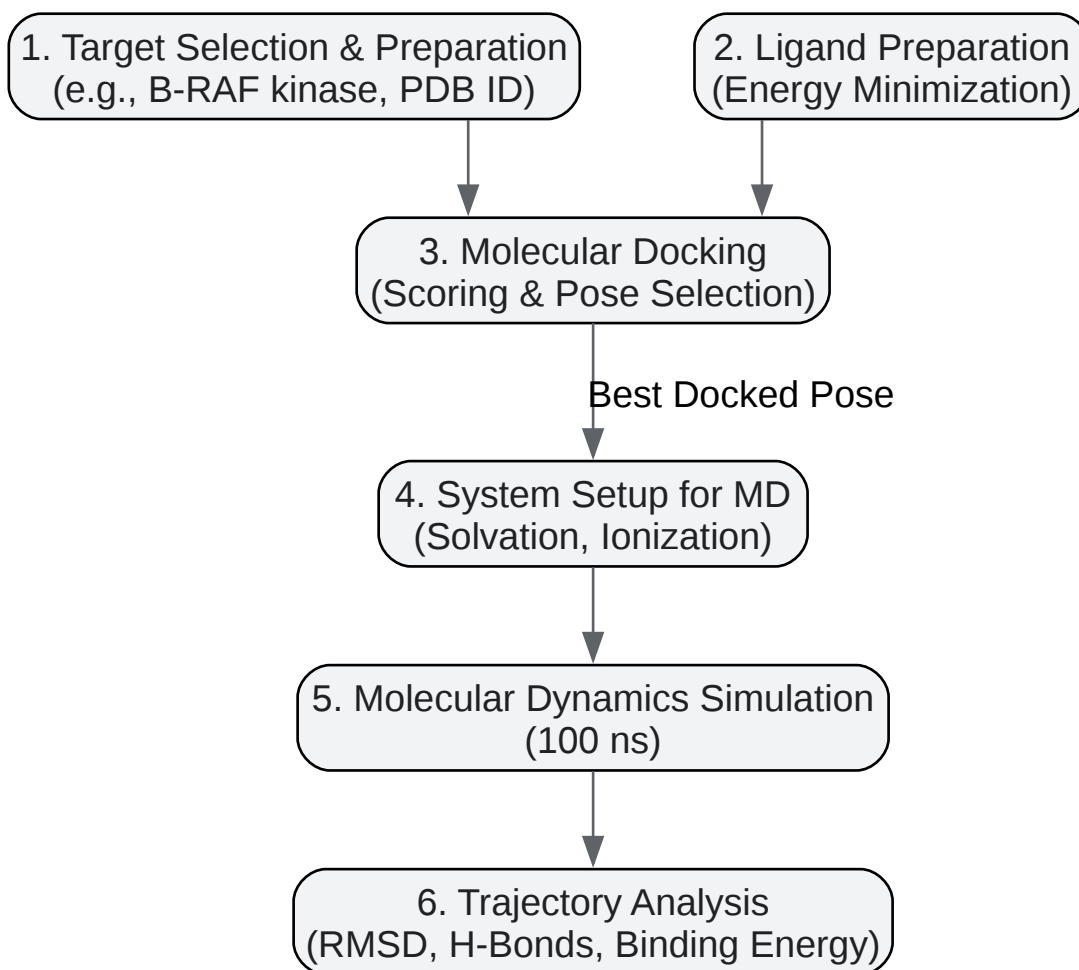 1. Target Selection & Preparation
(e.g., B-RAF kinase, PDB ID)
2. Ligand Preparation
(Energy Minimization)
3. Molecular Docking
(Scoring & Pose Selection)
Best Docked Pose
4. System Setup for MD
(Solvation, Ionization)
5. Molecular Dynamics Simulation
(100 ns)
6. Trajectory Analysis
(RMSD, H-Bonds, Binding Energy)